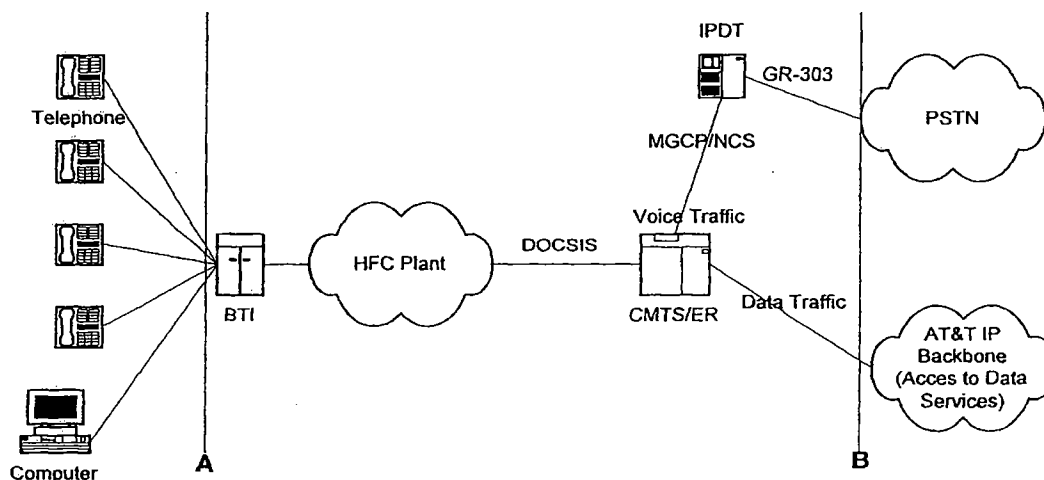 IPDT
GR-303
Telephone
PSTN
MGCP/NCS
Voice Traffic
DOCSIS
HFC Plant
BTI
CMTS/ER
Data Traffic
AT&T IP
Backbone
(Acces to Data
Services)
Computer
A
B